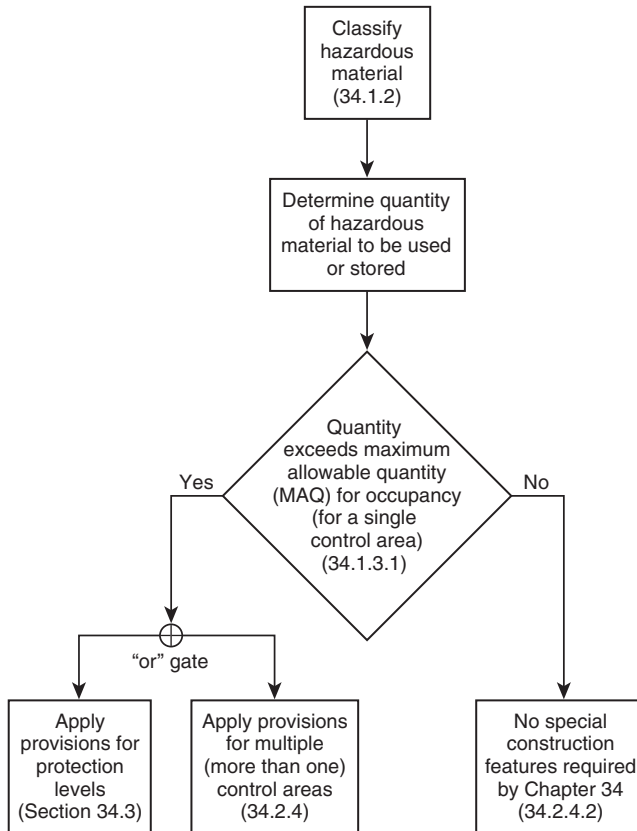 Classify
hazardous
material
(34.1.2)
Determine quantity
of hazardous
material to be used
or stored
Quantity
exceeds maximum
allowable quantity
(MAQ) for occupancy
(for a single
control area)
(34.1.3.1)
Yes
No
“or” gate
Apply
provisions for
protection
levels
(Section 34.3)
Apply provisions
for multiple
(more than one)
control areas
(34.2.4)
No special
construction
features required
by Chapter 34
(34.2.4.2)